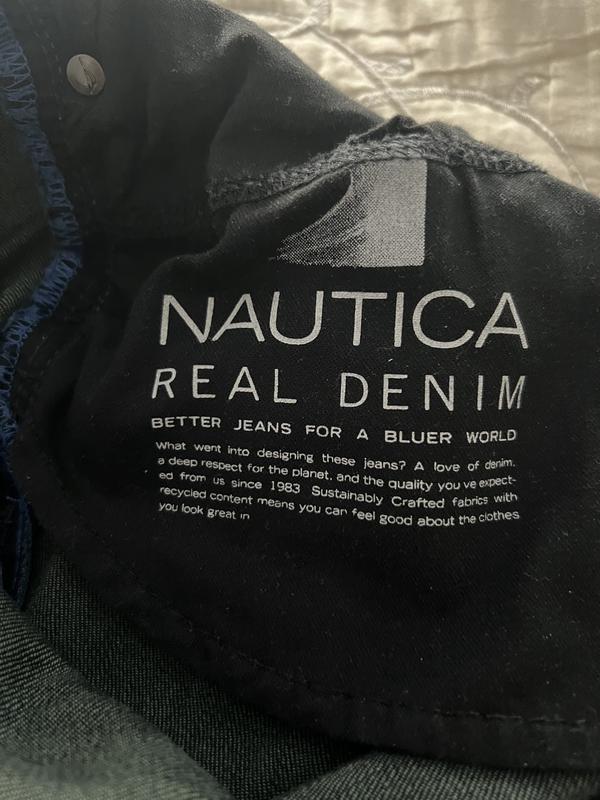 NAUTICA
REAL DENIM
BETTER JEANS FOR A BLUER WORLD
What went into designing these jeans? A love of denim,
a deep respect for the planet, and the quality you've expect-
ed from us since 1983 Sustainably Crafted fabrics with
recycled content means you can feel good about the clothes
you look great in